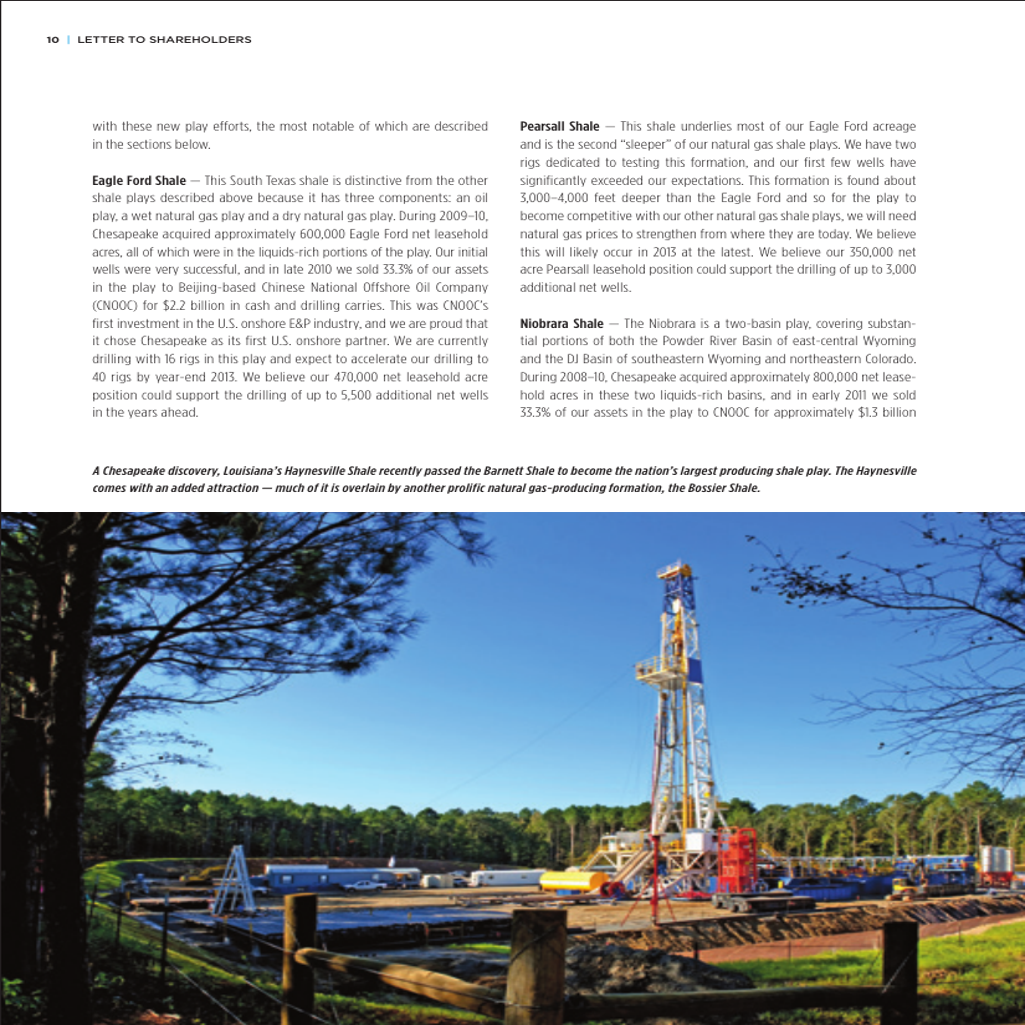 10 | LETTER TO SHAREHOLDERS
with these new play efforts, the most notable of which are described
in the sections below.
Eagle Ford Shale — This South Texas shale is distinctive from the other
shale plays described above because it has three components: an oil
play, a wet natural gas play and a dry natural gas play. During 2009–10,
Chesapeake acquired approximately 600,000 Eagle Ford net leasehold
acres, all of which were in the liquids-rich portions of the play. Our initial
wells were very successful, and in late 2010 we sold 33.3% of our assets
in the play to Beijing-based Chinese National Offshore Oil Company
(CNOOC) for $2.2 billion in cash and drilling carries. This was CNOOC's
first investment in the U.S. onshore E&P industry, and we are proud that
it chose Chesapeake as its first U.S. onshore partner. We are currently
drilling with 16 rigs in this play and expect to accelerate our drilling to
40 rigs by year-end 2013. We believe our 470,000 net leasehold acre
position could support the drilling of up to 5,500 additional net wells
in the years ahead.
Pearsall Shale — This shale underlies most of our Eagle Ford acreage
and is the second “sleeper” of our natural gas shale plays. We have two
rigs dedicated to testing this formation, and our first few wells have
significantly exceeded our expectations. This formation is found about
3,000–4,000 feet deeper than the Eagle Ford and so for the play to
become competitive with our other natural gas shale plays, we will need
natural gas prices to strengthen from where they are today. We believe
this will likely occur in 2013 at the latest. We believe our 350,000 net
acre Pearsall leasehold position could support the drilling of up to 3,000
additional net wells.
Niobrara Shale — The Niobrara is a two-basin play, covering substan-
tial portions of both the Powder River Basin of east-central Wyoming
and the DJ Basin of southeastern Wyoming and northeastern Colorado.
During 2008–10, Chesapeake acquired approximately 800,000 net lease-
hold acres in these two liquids-rich basins, and in early 2011 we sold
33.3% of our assets in the play to CNOOC for approximately $1.3 billion
A Chesapeake discovery, Louisiana's Haynesville Shale recently passed the Barnett Shale to become the nation's largest producing shale play. The Haynesville
comes with an added attraction — much of it is overlain by another prolific natural gas-producing formation, the Bossier Shale.